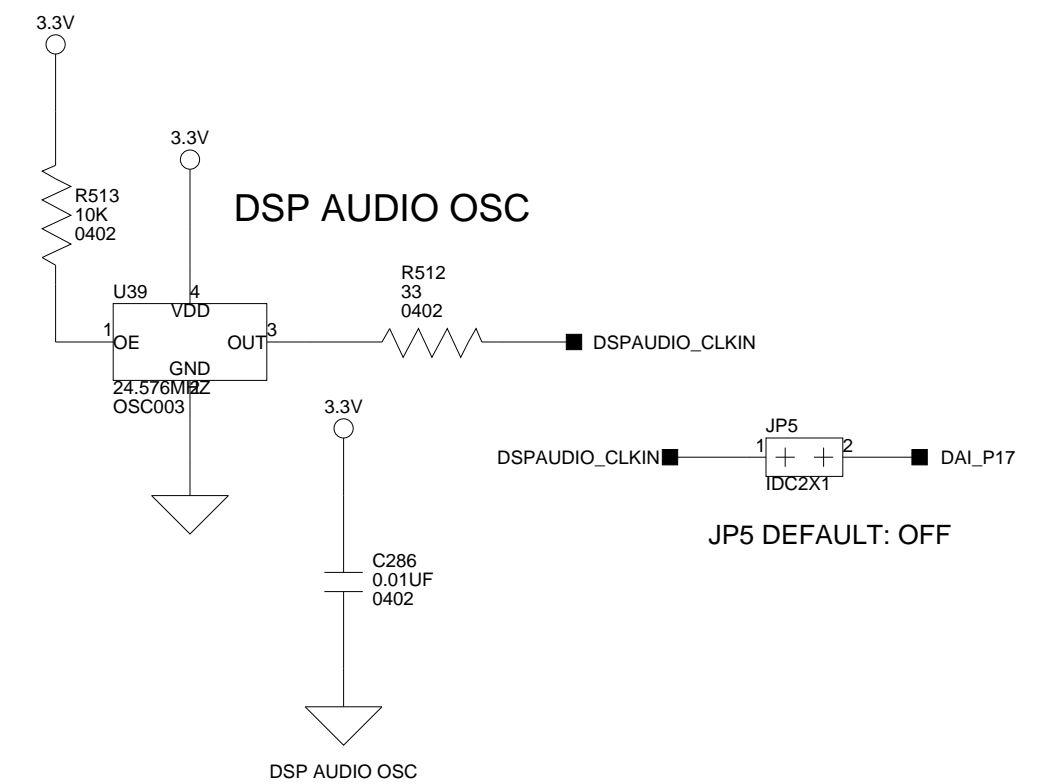 3.3V
3.3V
R513
10K
0402
DSP AUDIO OSC
R512
33
0402
U39
4
VDD
1
OE
OUT
3
GND
2
24.576MHZ
OSC003
DSPAUDIO_CLKIN
3.3V
C286
0.01UF
0402
DSP AUDIO OSC
JP5
DSPAUDIO_CLKIN
1
2
DAI_P17
IDC2X1
JP5 DEFAULT: OFF